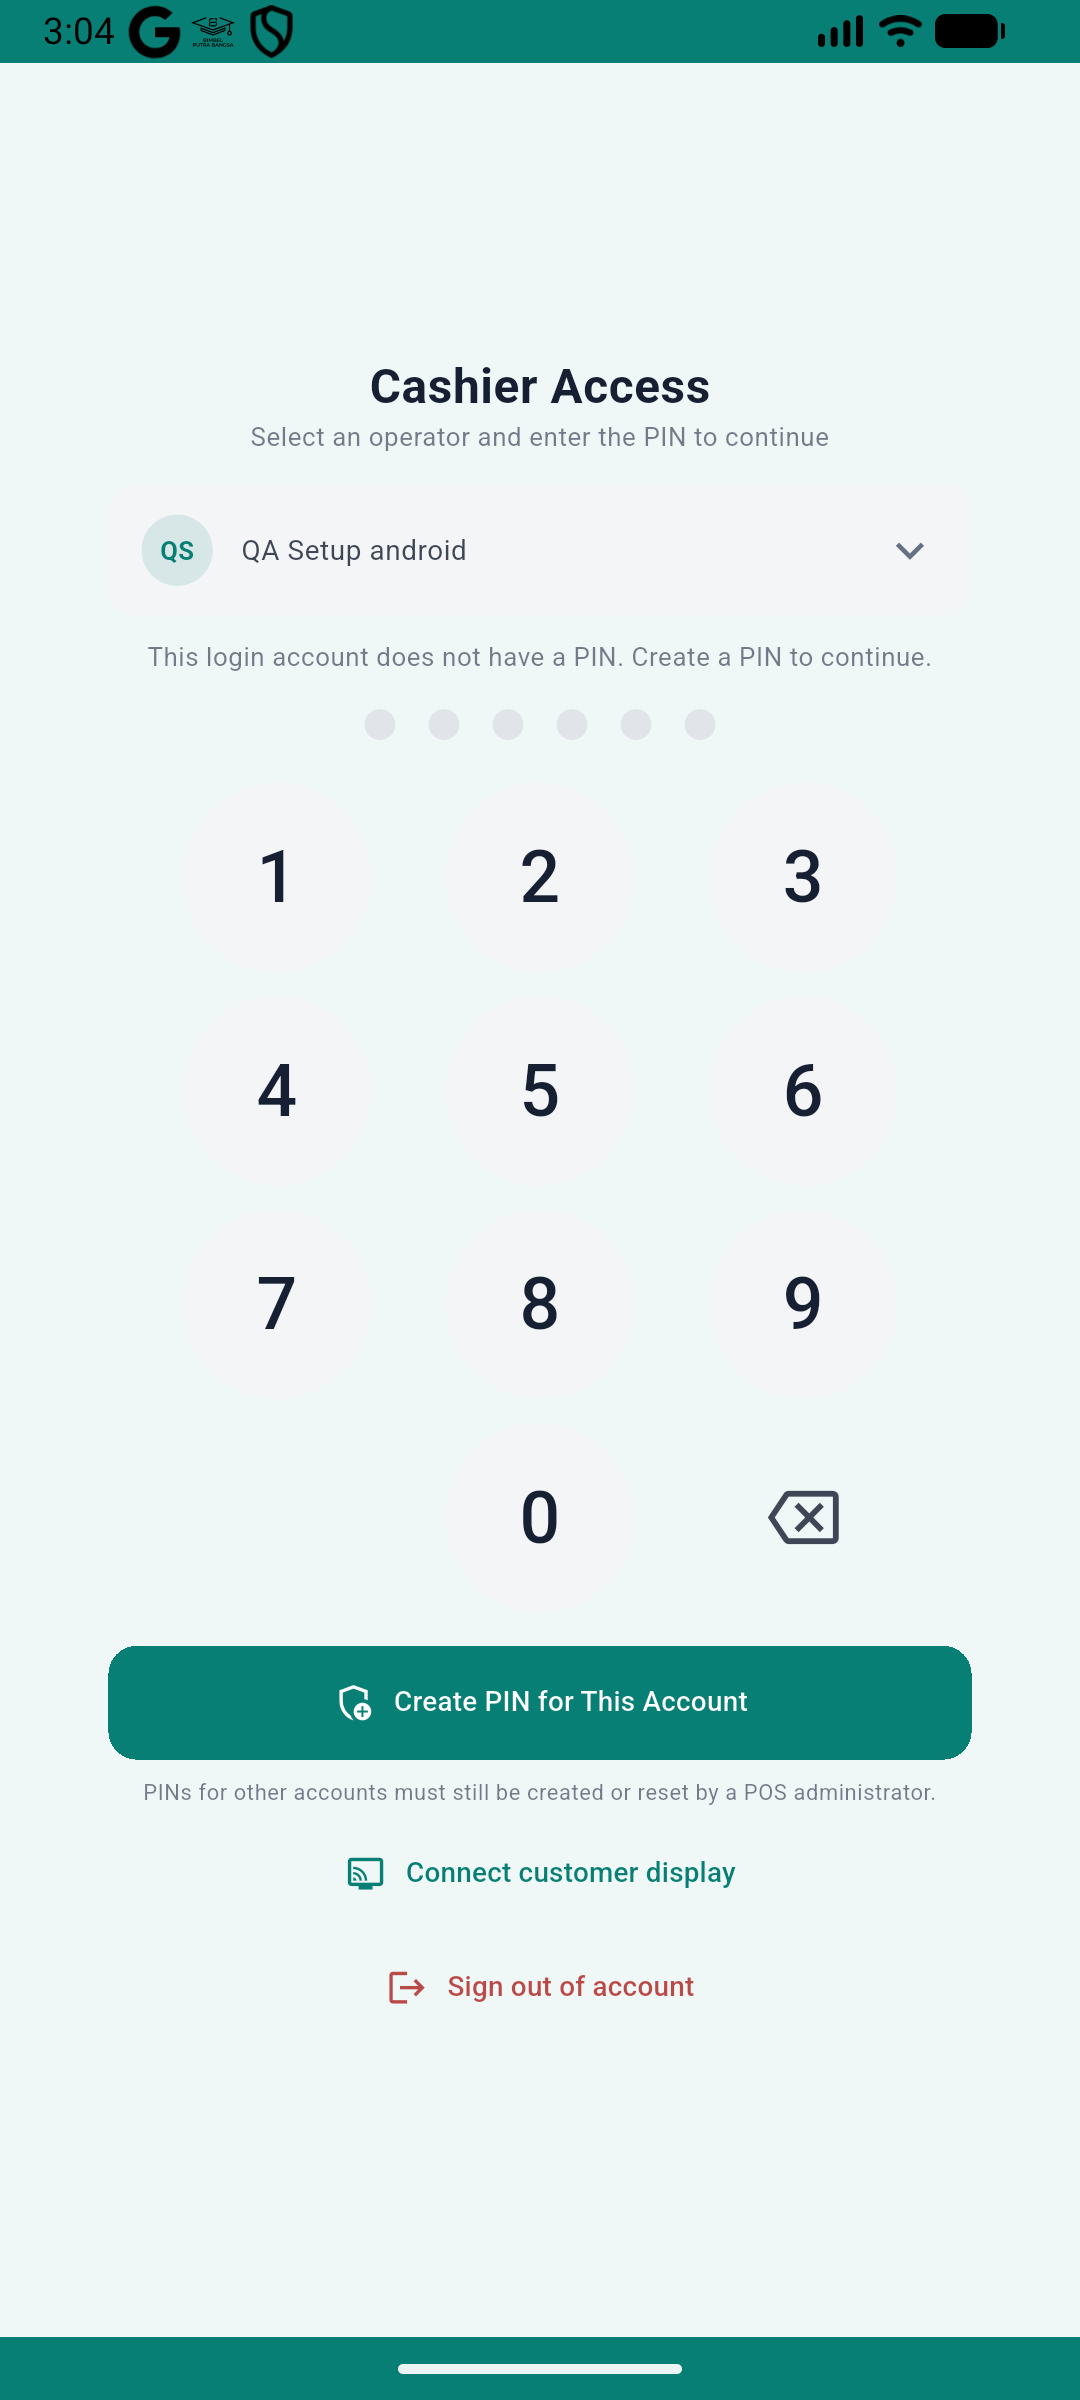 3:04
BIMBEL
PUTRA BANGSA
Cashier Access
Select an operator and enter the PIN to continue
QS QA Setup android
This login account does not have a PIN. Create a PIN to continue.
1 2 3
4 5 6
7 8 9
0
Create PIN for This Account
PINs for other accounts must still be created or reset by a POS administrator.
Connect customer display
Sign out of account